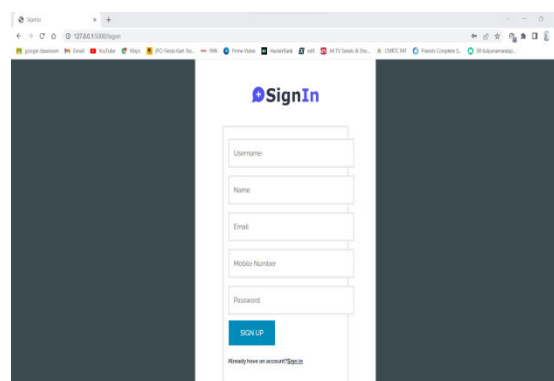 SignIn
127.0.0.1:5000/logon
google classroom Gmail YouTube Maps Prime Video HackerRank
SignIn
Username
Name
Email
Mobile Number
Password
SIGN UP
Already have an account?Sign in